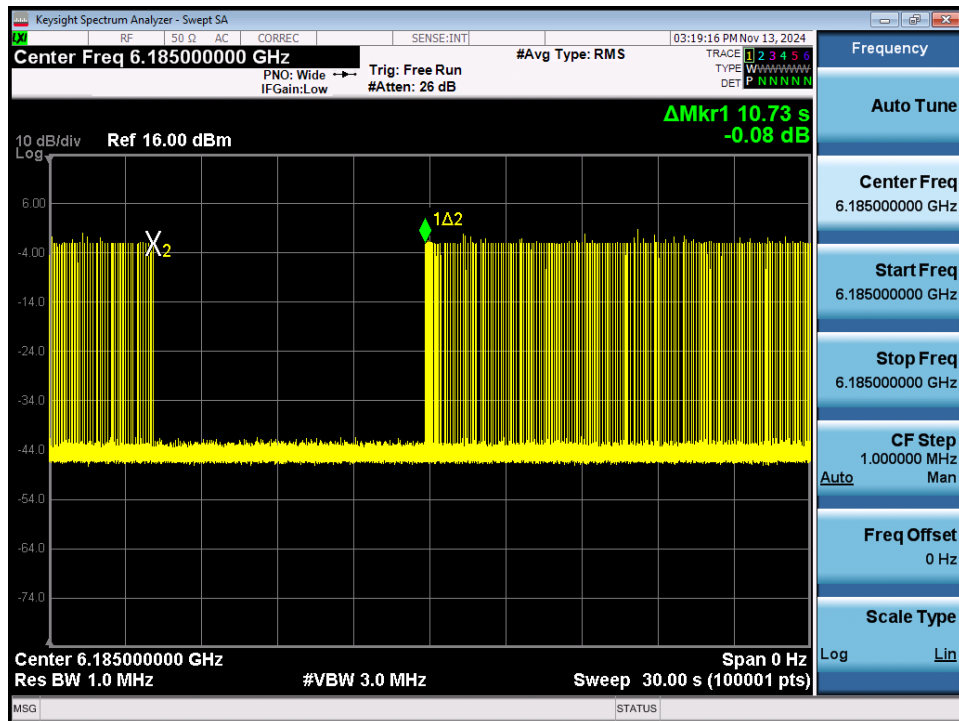 Keysight Spectrum Analyzer - Swept SA
LXI RF 50 Ω AC CORREC SENSE:INT 03:19:16 PM Nov 13, 2024
Center Freq 6.185000000 GHz
PNO: Wide
IFGain:Low
Trig: Free Run
#Atten: 26 dB
#Avg Type: RMS
TRACE 1 2 3 4 5 6
TYPE WWWWWW
DET P N N N N N
ΔMkr1 10.73 s
-0.08 dB
10 dB/div Ref 16.00 dBm
Log
6.00
-4.00
-14.0
-24.0
-34.0
-44.0
-54.0
-64.0
-74.0
X2
1Δ2
Center 6.185000000 GHz Span 0 Hz
Res BW 1.0 MHz #VBW 3.0 MHz Sweep 30.00 s (100001 pts)
MSG STATUS
Frequency
Auto Tune
Center Freq
6.185000000 GHz
Start Freq
6.185000000 GHz
Stop Freq
6.185000000 GHz
CF Step
1.000000 MHz
Auto Man
Freq Offset
0 Hz
Scale Type
Log Lin